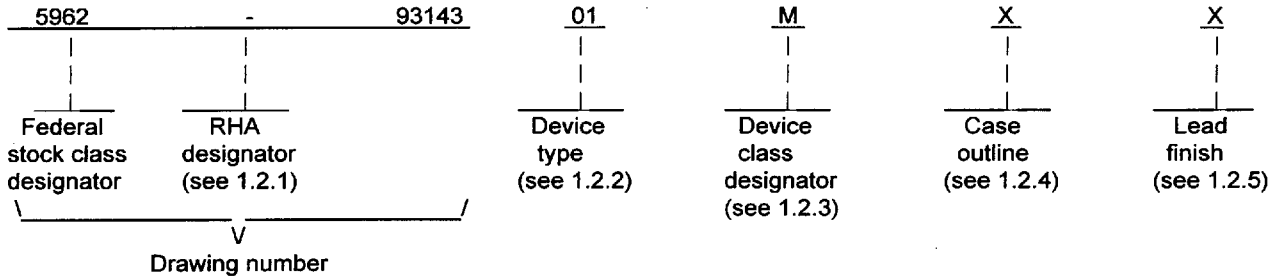 5962 - 93143 01 M X X
Federal stock class designator
RHA designator (see 1.2.1)
Device type (see 1.2.2)
Device class designator (see 1.2.3)
Case outline (see 1.2.4)
Lead finish (see 1.2.5)
Drawing number